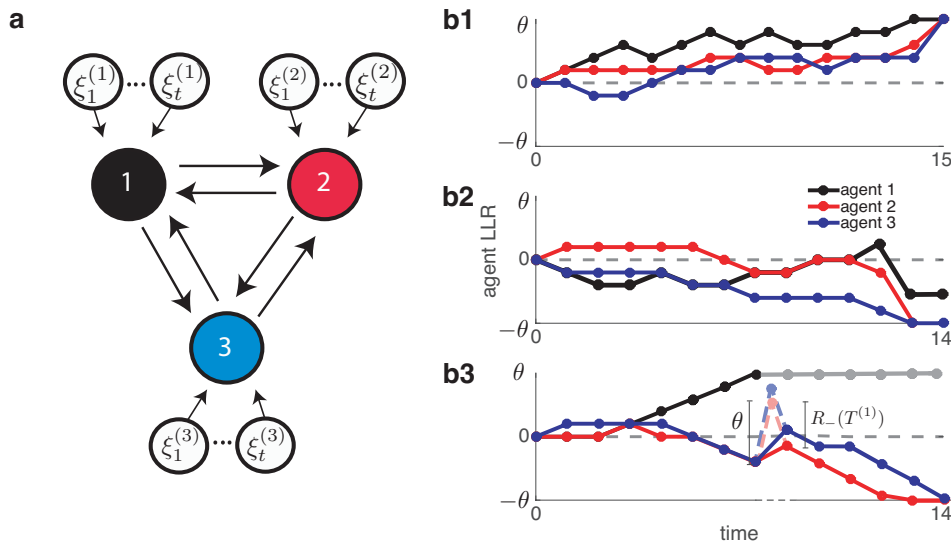 a
ξ₁⁽¹⁾ ... ξₜ⁽¹⁾
ξ₁⁽²⁾ ... ξₜ⁽²⁾
1
2
3
ξ₁⁽³⁾ ... ξₜ⁽³⁾
b1
θ
0
−θ
0
15
b2
agent LLR
θ
0
−θ
agent 1
agent 2
agent 3
0
14
b3
θ
0
−θ
θ
R₋(T⁽¹⁾)
0
14
time